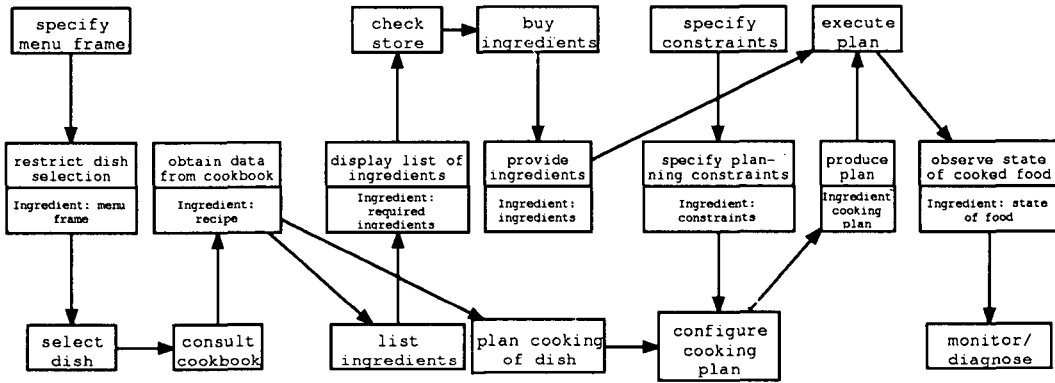 specify
menu frame
check
store
buy
ingredients
specify
constraints
execute
plan
restrict dish
selection
Ingredient: menu
frame
obtain data
from cookbook
Ingredient:
recipe
display list of
ingredients
Ingredient:
required
ingredients
provide
ingredients
Ingredient:
ingredients
specify plan-
ning constraints
Ingredient:
constraints
produce
plan
Ingredient
cooking
plan
observe state
of cooked food
Ingredient: state
of food
select
dish
consult
cookbook
list
ingredients
plan cooking
of dish
configure
cooking
plan
monitor/
diagnose